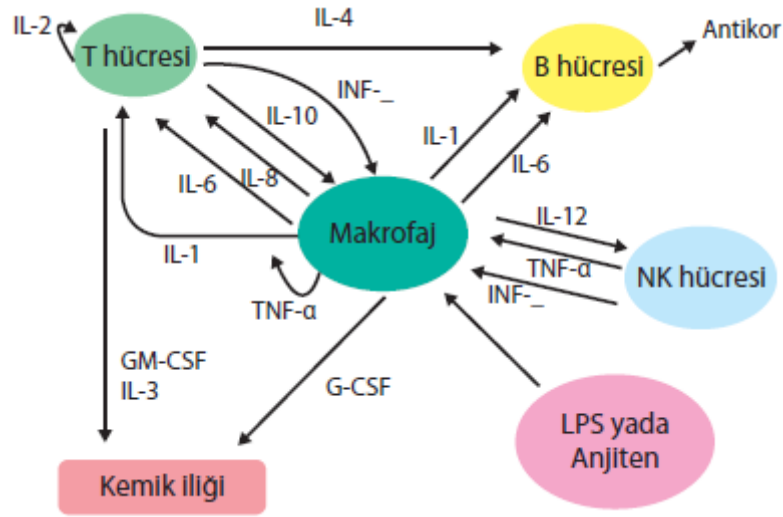 IL-2
T hücresi
IL-4
B hücresi
Antikor
INF-_
IL-10
IL-8
IL-6
IL-1
IL-1
IL-6
Makrofaj
TNF-α
IL-12
TNF-α
INF-_
NK hücresi
GM-CSF
IL-3
G-CSF
LPS yada
Anjiten
Kemik iliği